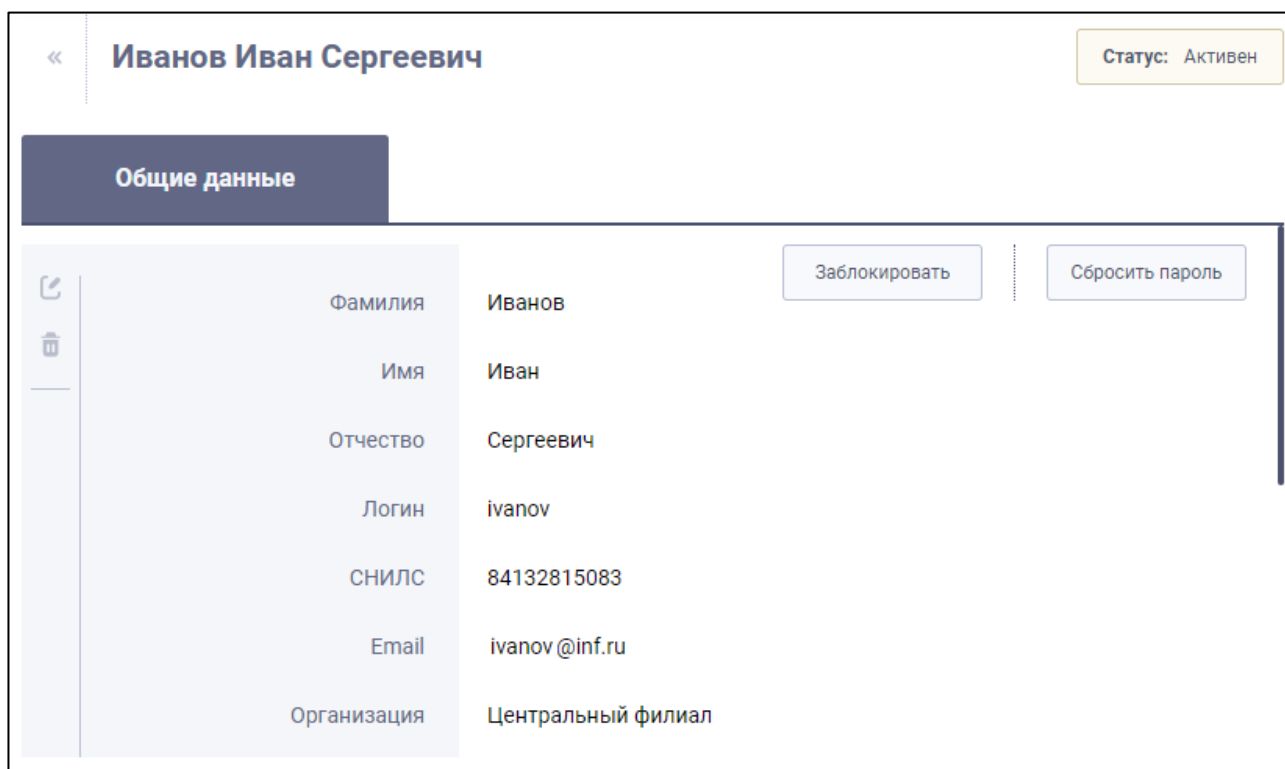 « Иванов Иван Сергеевич
Статус: Активен
Общие данные
Заблокировать
Сбросить пароль
Фамилия Иванов
Имя Иван
Отчество Сергеевич
Логин ivanov
СНИЛС 84132815083
Email ivanov@inf.ru
Организация Центральный филиал